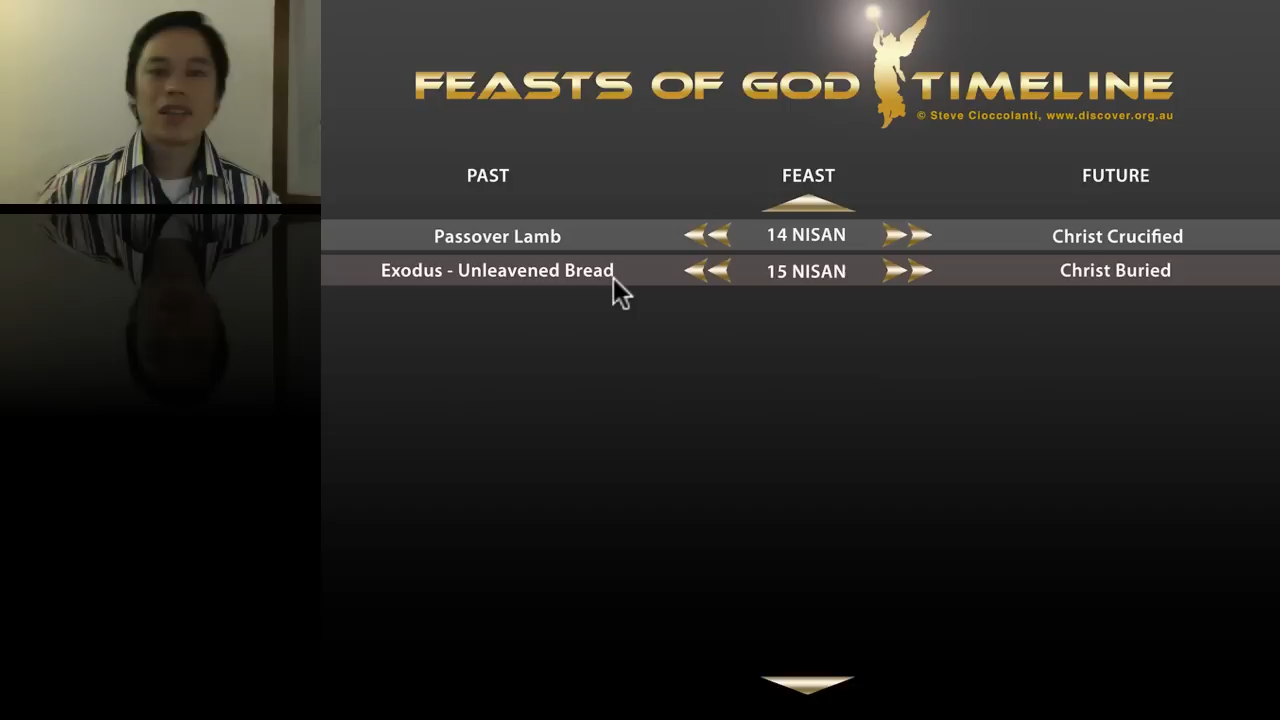 FEASTS OF GOD TIMELINE
© Steve Cioccolanti, www.discover.org.au
PAST FEAST FUTURE
Passover Lamb 14 NISAN Christ Crucified
Exodus - Unleavened Bread 15 NISAN Christ Buried